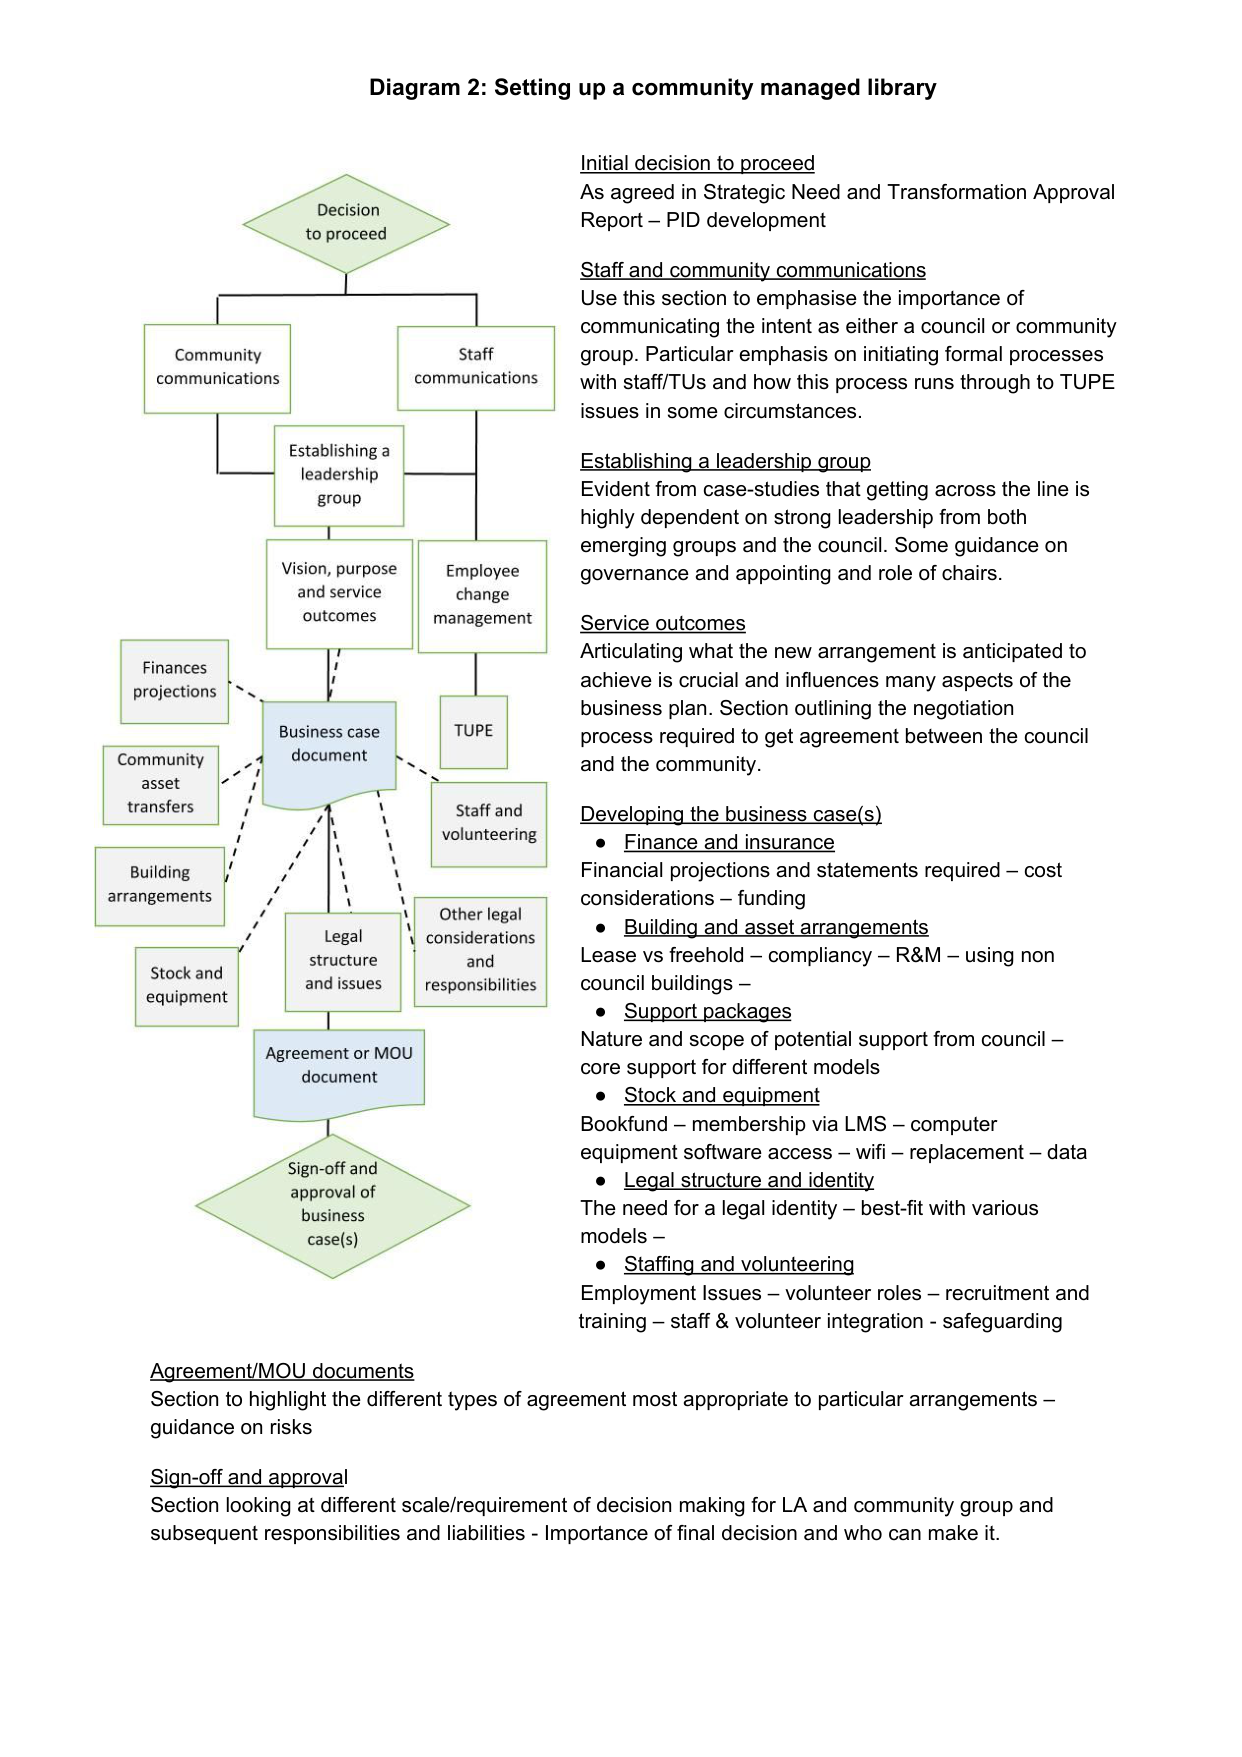 Diagram 2: Setting up a community managed library
Decision
to proceed
Community
communications
Staff
communications
Establishing a
leadership
group
Vision, purpose
and service
outcomes
Employee
change
management
Finances
projections
Business case
document
TUPE
Community
asset
transfers
Staff and
volunteering
Building
arrangements
Stock and
equipment
Legal
structure
and issues
Other legal
considerations
and
responsibilities
Agreement or MOU
document
Sign-off and
approval of
business
case(s)
Initial decision to proceed
As agreed in Strategic Need and Transformation Approval
Report – PID development
Staff and community communications
Use this section to emphasise the importance of
communicating the intent as either a council or community
group. Particular emphasis on initiating formal processes
with staff/TUs and how this process runs through to TUPE
issues in some circumstances.
Establishing a leadership group
Evident from case-studies that getting across the line is
highly dependent on strong leadership from both
emerging groups and the council. Some guidance on
governance and appointing and role of chairs.
Service outcomes
Articulating what the new arrangement is anticipated to
achieve is crucial and influences many aspects of the
business plan. Section outlining the negotiation
process required to get agreement between the council
and the community.
Developing the business case(s)
● Finance and insurance
Financial projections and statements required – cost
considerations – funding
● Building and asset arrangements
Lease vs freehold – compliancy – R&M – using non
council buildings –
● Support packages
Nature and scope of potential support from council –
core support for different models
● Stock and equipment
Bookfund – membership via LMS – computer
equipment software access – wifi – replacement – data
● Legal structure and identity
The need for a legal identity – best-fit with various
models –
● Staffing and volunteering
Employment Issues – volunteer roles – recruitment and
training – staff & volunteer integration - safeguarding
Agreement/MOU documents
Section to highlight the different types of agreement most appropriate to particular arrangements –
guidance on risks
Sign-off and approval
Section looking at different scale/requirement of decision making for LA and community group and
subsequent responsibilities and liabilities - Importance of final decision and who can make it.